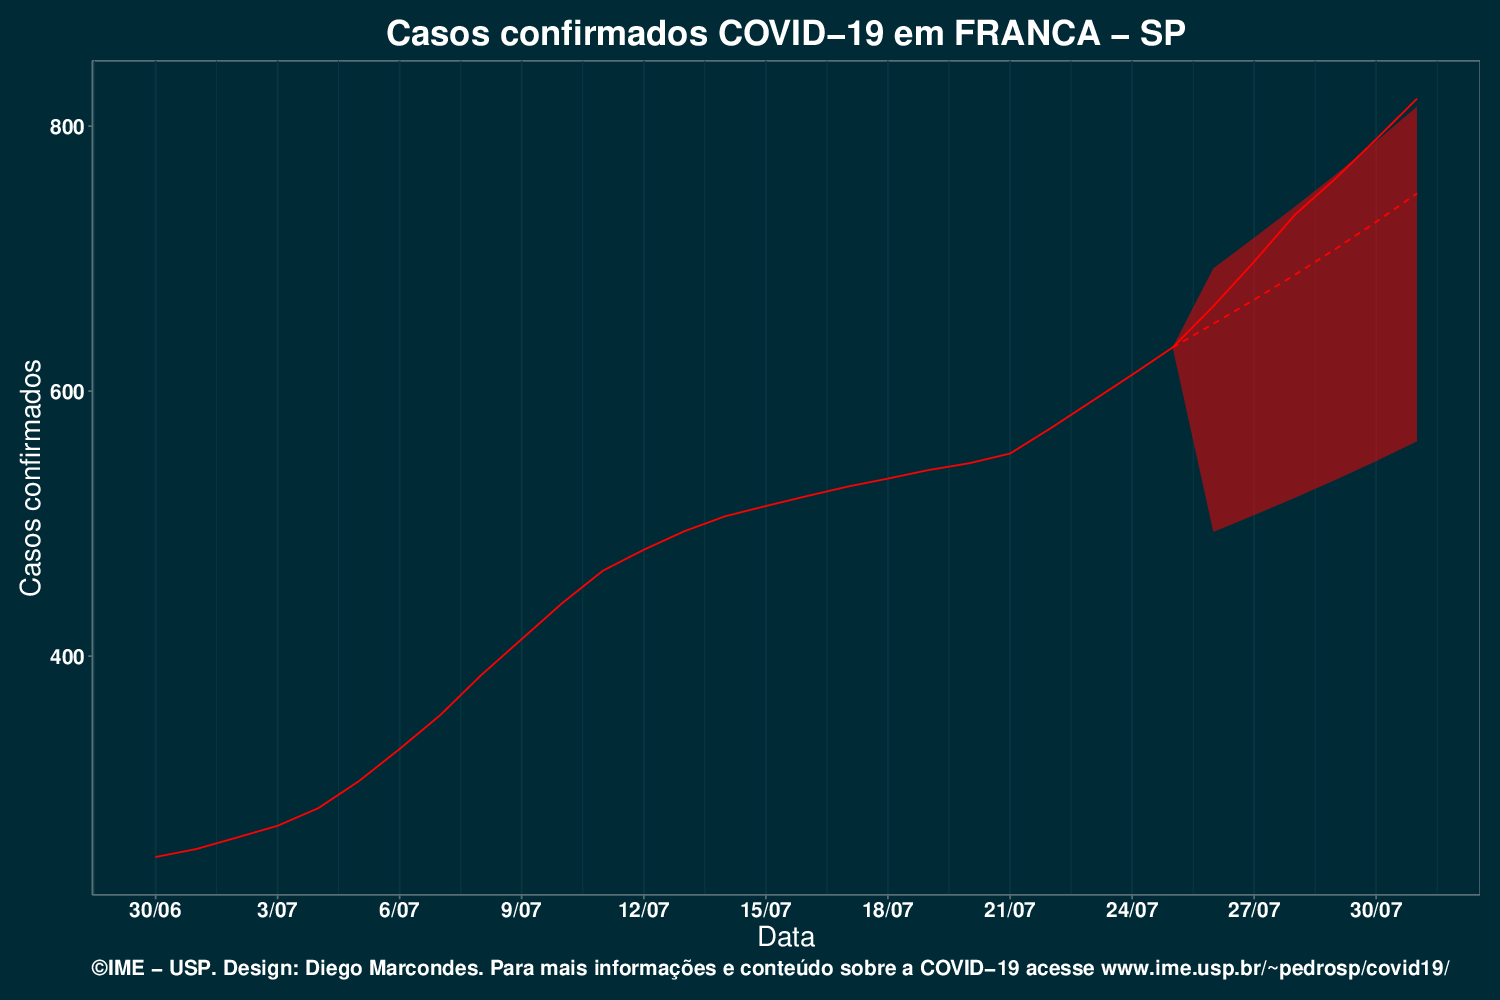 Casos confirmados COVID−19 em FRANCA − SP
800
600
400
Casos confirmados
30/06 3/07 6/07 9/07 12/07 15/07 18/07 21/07 24/07 27/07 30/07
Data
©IME − USP. Design: Diego Marcondes. Para mais informações e conteúdo sobre a COVID−19 acesse www.ime.usp.br/~pedrosp/covid19/